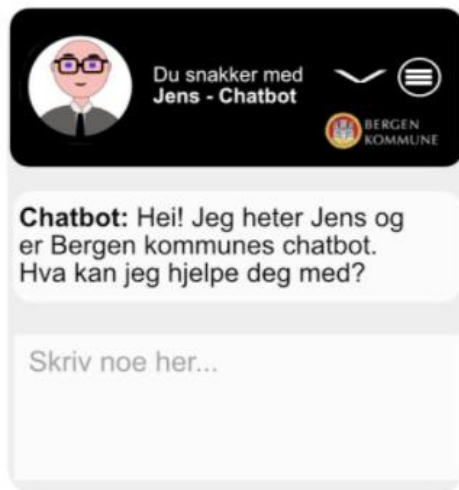 Du snakker med
Jens - Chatbot
BERGEN
KOMMUNE
Chatbot: Hei! Jeg heter Jens og
er Bergen kommunes chatbot.
Hva kan jeg hjelpe deg med?
Skriv noe her...